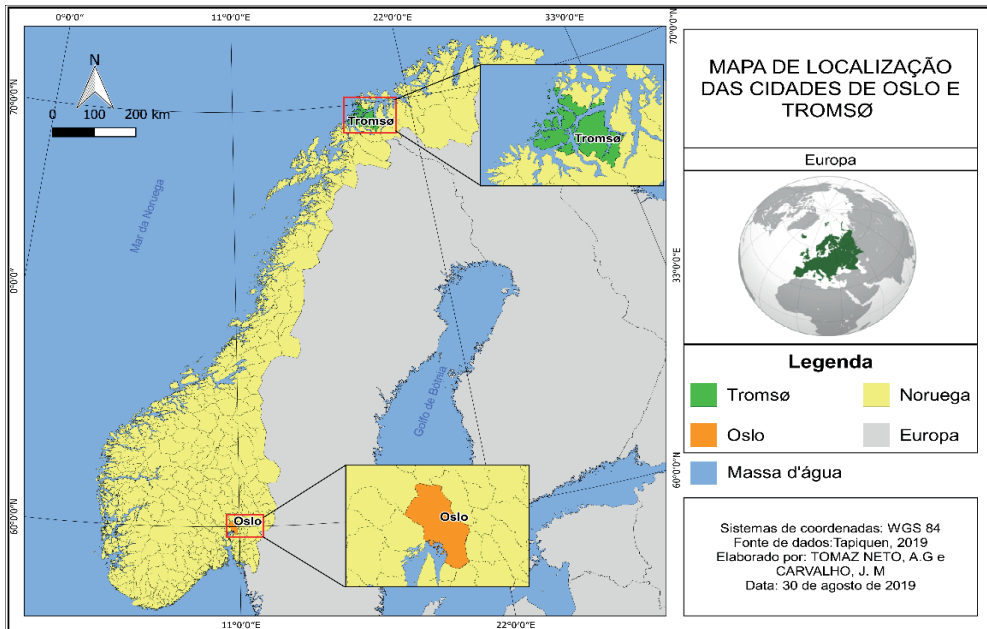 0°0'0"
22°0'0"E
33°0'0"E
70°0'0"N
N
0 100 200 km
70°0'0"N
Tromsø
Tromsø
Mar da Noruega
0°0'0"
33°0'0"E
Golfo de Bótnia
60°0'0"N
Oslo
Oslo
60°0'0"N
11°0'0"E
22°0'0"E
MAPA DE LOCALIZAÇÃO
DAS CIDADES DE OSLO E
TROMSØ
Europa
Legenda
Tromsø
Noruega
Oslo
Europa
Massa d'água
Sistemas de coordenadas: WGS 84
Fonte de dados:Tapiquen, 2019
Elaborado por: TOMAZ NETO, A.G e
CARVALHO, J. M
Data: 30 de agosto de 2019